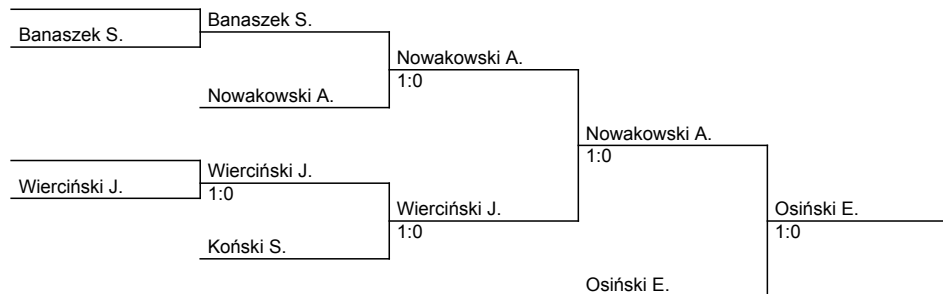 Banaszek S.
Banaszek S.
Nowakowski A.
Nowakowski A.
1:0
Wierciński J.
Wierciński J.
1:0
Koński S.
Wierciński J.
1:0
Nowakowski A.
1:0
Osiński E.
Osiński E.
1:0